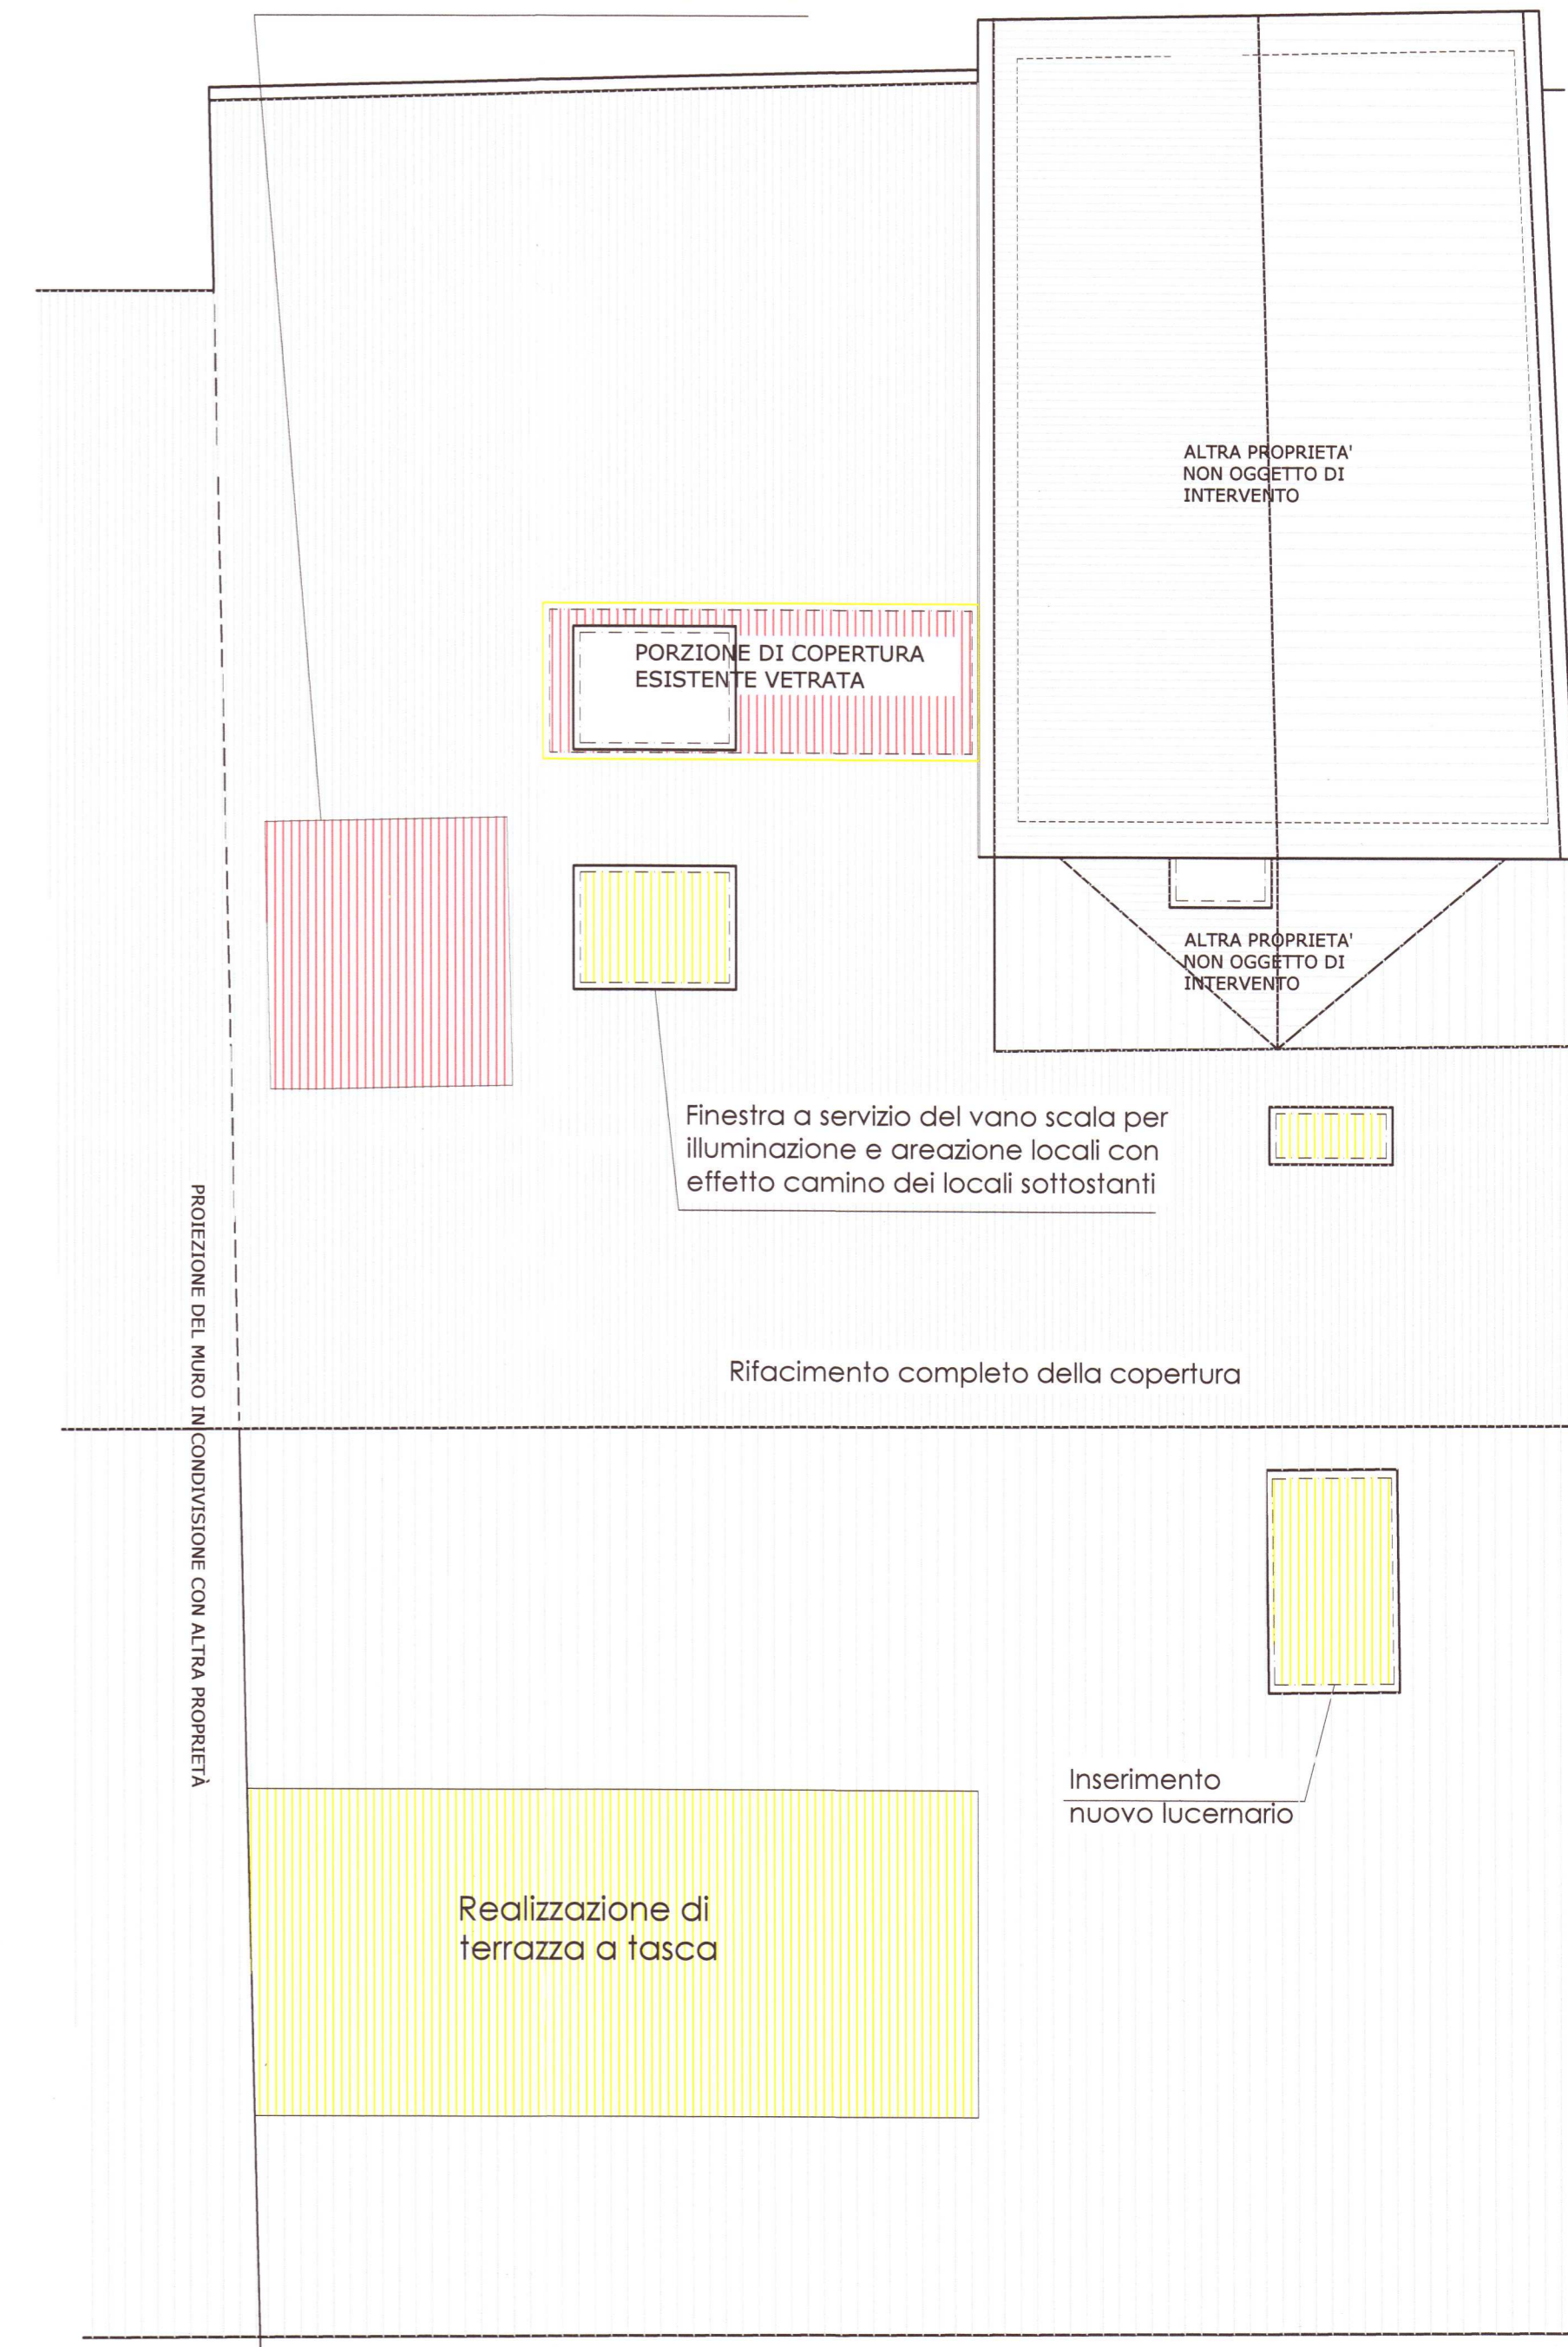 ALTRA PROPRIETA'
NON OGGETTO DI
INTERVENTO
PORZIONE DI COPERTURA
ESISTENTE VETRATA
ALTRA PROPRIETA'
NON OGGETTO DI
INTERVENTO
Finestra a servizio del vano scala per
illuminazione e areazione locali con
effetto camino dei locali sottostanti
PROIEZIONE DEL MURO IN CONDIVISIONE CON ALTRA PROPRIETÀ
Rifacimento completo della copertura
Inserimento
nuovo lucernario
Realizzazione di
terrazza a tasca